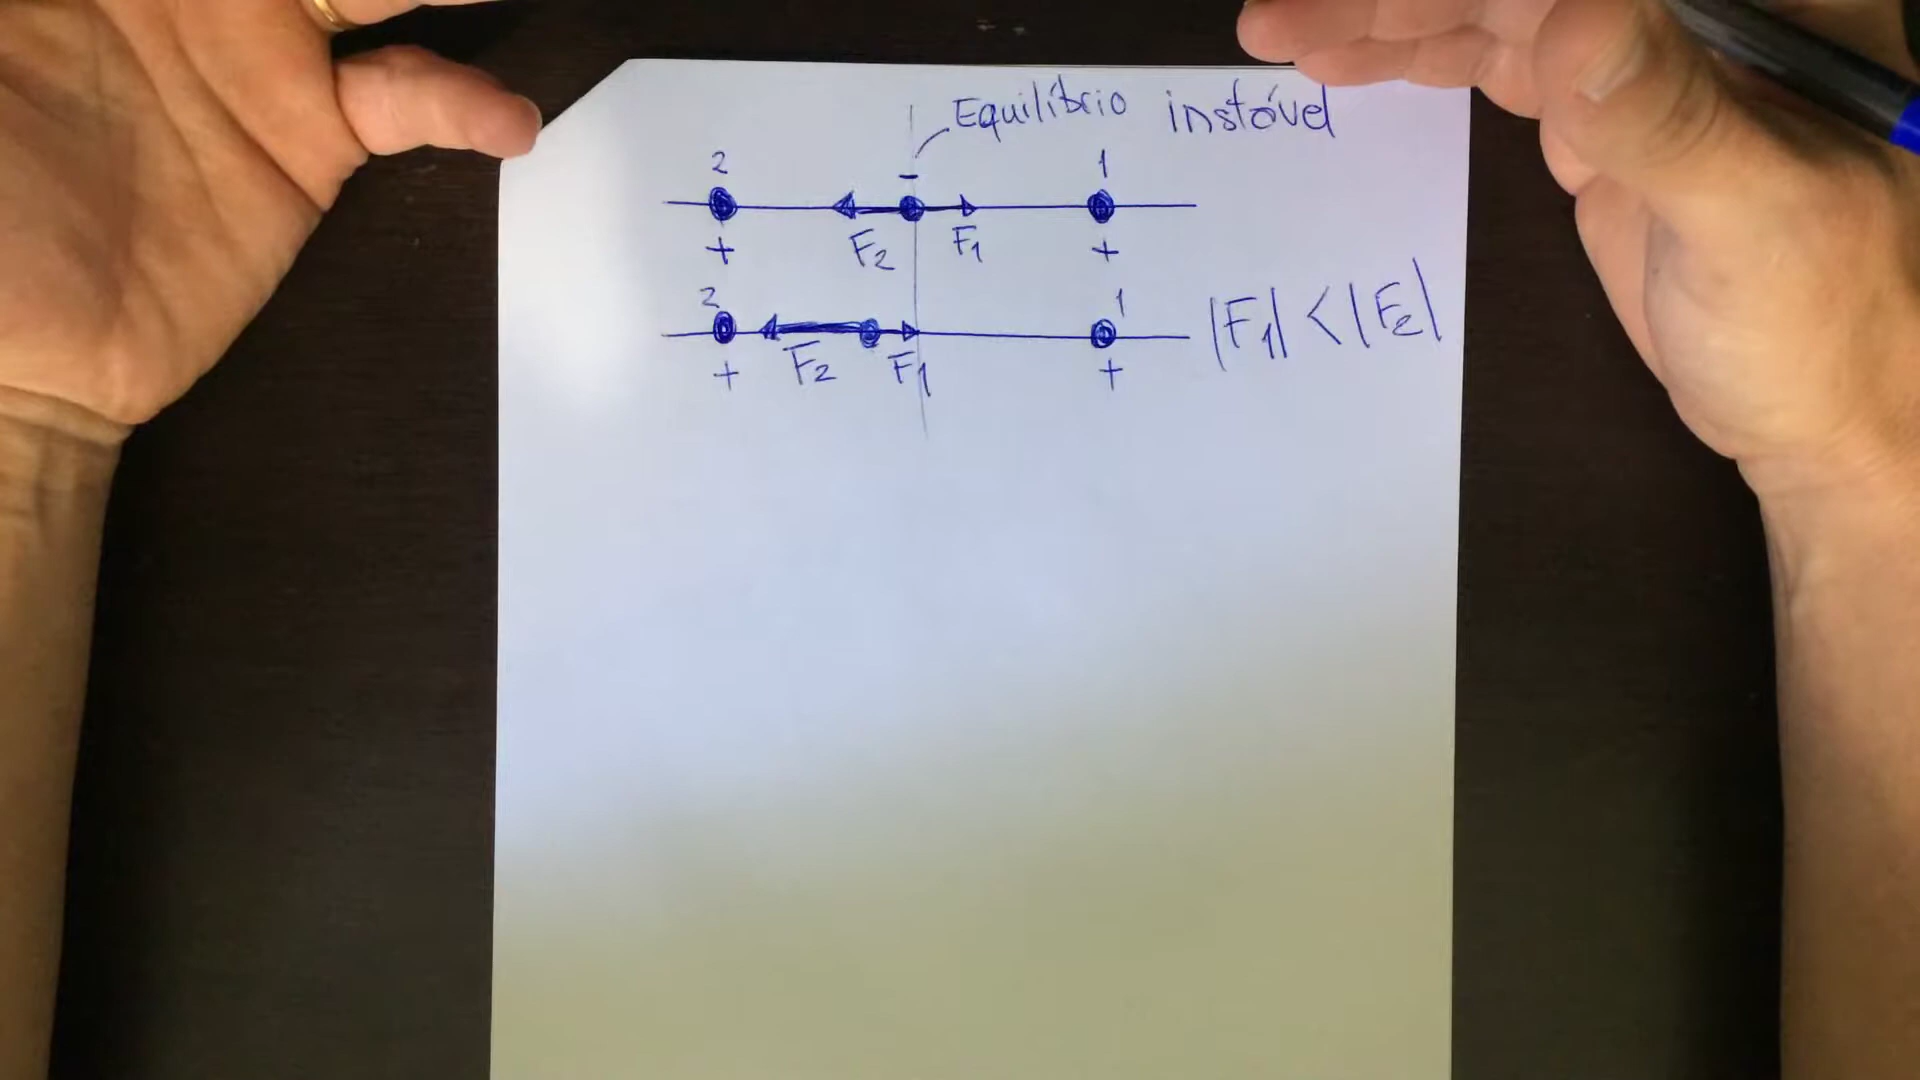 Equilíbrio instável
2 - 1
F2 F1
+ +
2 1
|F1| < |F2|
F2 F1
+ +